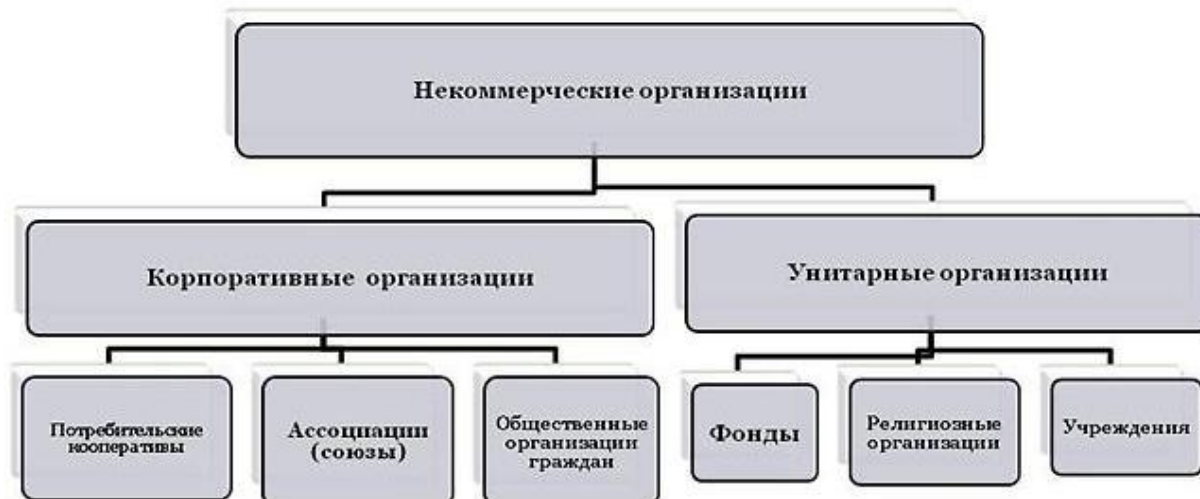 Некоммерческие организации
Корпоративные организации
Унитарные организации
Потребительские
кооперативы
Ассоциации
(союзы)
Общественные
организации
граждан
Фонды
Религиозные
организации
Учреждения